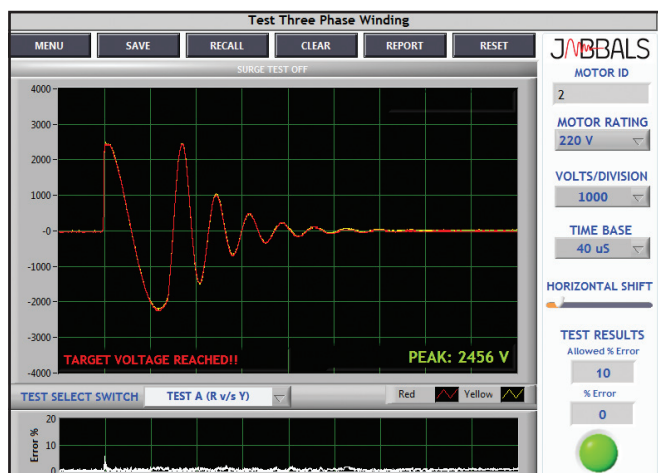 Test Three Phase Winding
MENU SAVE RECALL CLEAR REPORT RESET
SURGE TEST OFF
4000
3000
2000
1000
-0
-1000
-2000
-3000
-4000
TARGET VOLTAGE REACHED!!
PEAK: 2456 V
TEST SELECT SWITCH TEST A (R v/s Y) Red Yellow
Error %
20
10
0
JABBALS
MOTOR ID
2
MOTOR RATING
220 V
VOLTS/DIVISION
1000
TIME BASE
40 uS
HORIZONTAL SHIFT
TEST RESULTS
Allowed % Error
10
% Error
0